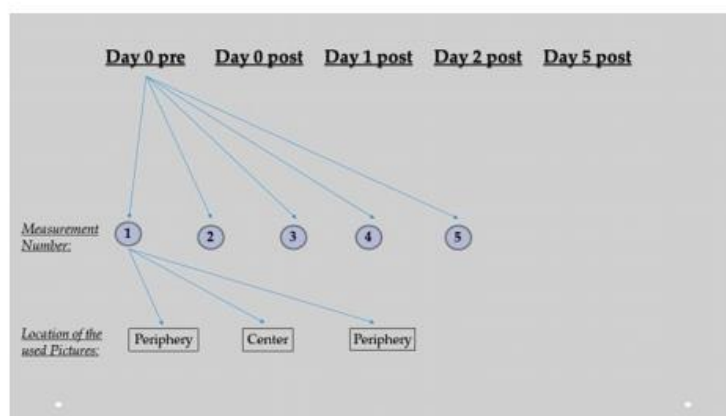 Day 0 pre Day 0 post Day 1 post Day 2 post Day 5 post
Measurement
Number:
1 2 3 4 5
Location of the
used Pictures:
Periphery Center Periphery